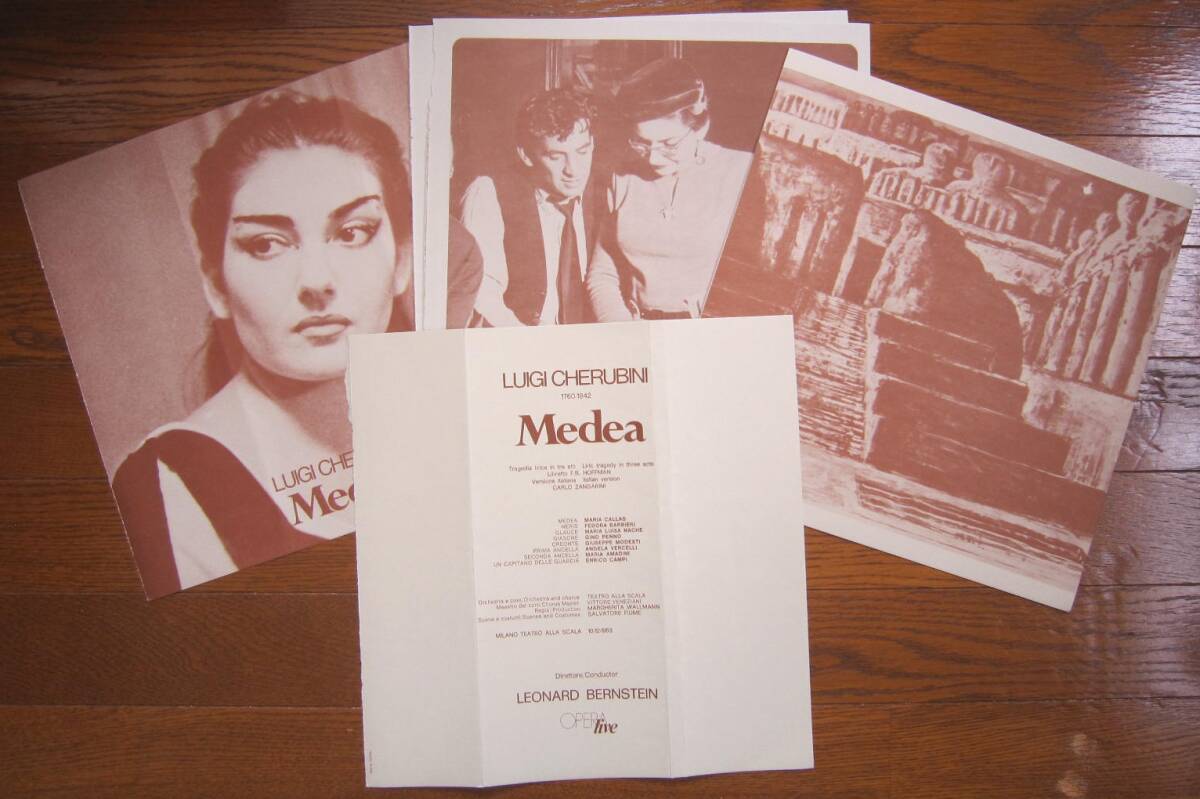 LUIGI CHE
Med
LUIGI CHERUBINI
1760-1842
Medea
Tragedia lirica in tre atti Liric tragedy in three acts
Libretto F.B. HOFFMAN
Versione italiana Italian version
CARLO ZANGARINI
MEDEA MARIA CALLAS
NERIS FEDORA BARBIERI
GLAUCE MARIA LUISA NACHE
GIASONE GINO PENNO
CREONTE GIUSEPPE MODESTI
PRIMA ANCELLA ANGELA VERCELLI
SECONDA ANCELLA MARIA AMADINI
UN CAPITANO DELLE GUARDIA ENRICO CAMPI
Orchestra e coro/Orchestra and chorus TEATRO ALLA SCALA
Maestro del coro/Chorus Master VITTORE VENEZIANI
Regia/Production MARGHERITA WALLMANN
Scene e costumi/Scenes and Costumes SALVATORE FIUME
MILANO TEATRO ALLA SCALA 10/12/1953
Direttore/Conductor
LEONARD BERNSTEIN
OPERA
live